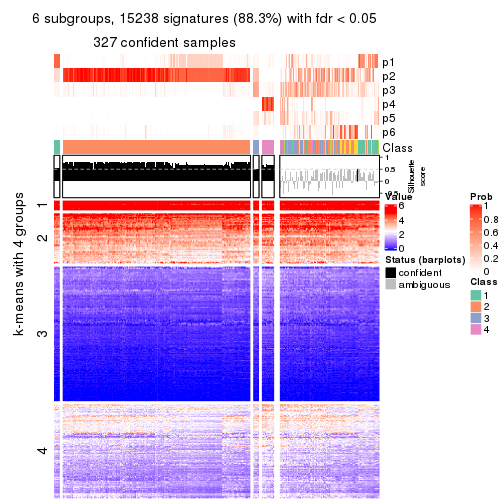 6 subgroups, 15238 signatures (88.3%) with fdr < 0.05
327 confident samples
p1
p2
p3
p4
p5
p6
Class
1
0.5
0
-0.5
Silhouette
score
k-means with 4 groups
1
2
3
4
Value
6
4
2
0
Status (barplots)
confident
ambiguous
Prob
1
0.8
0.6
0.4
0.2
0
Class
1
2
3
4